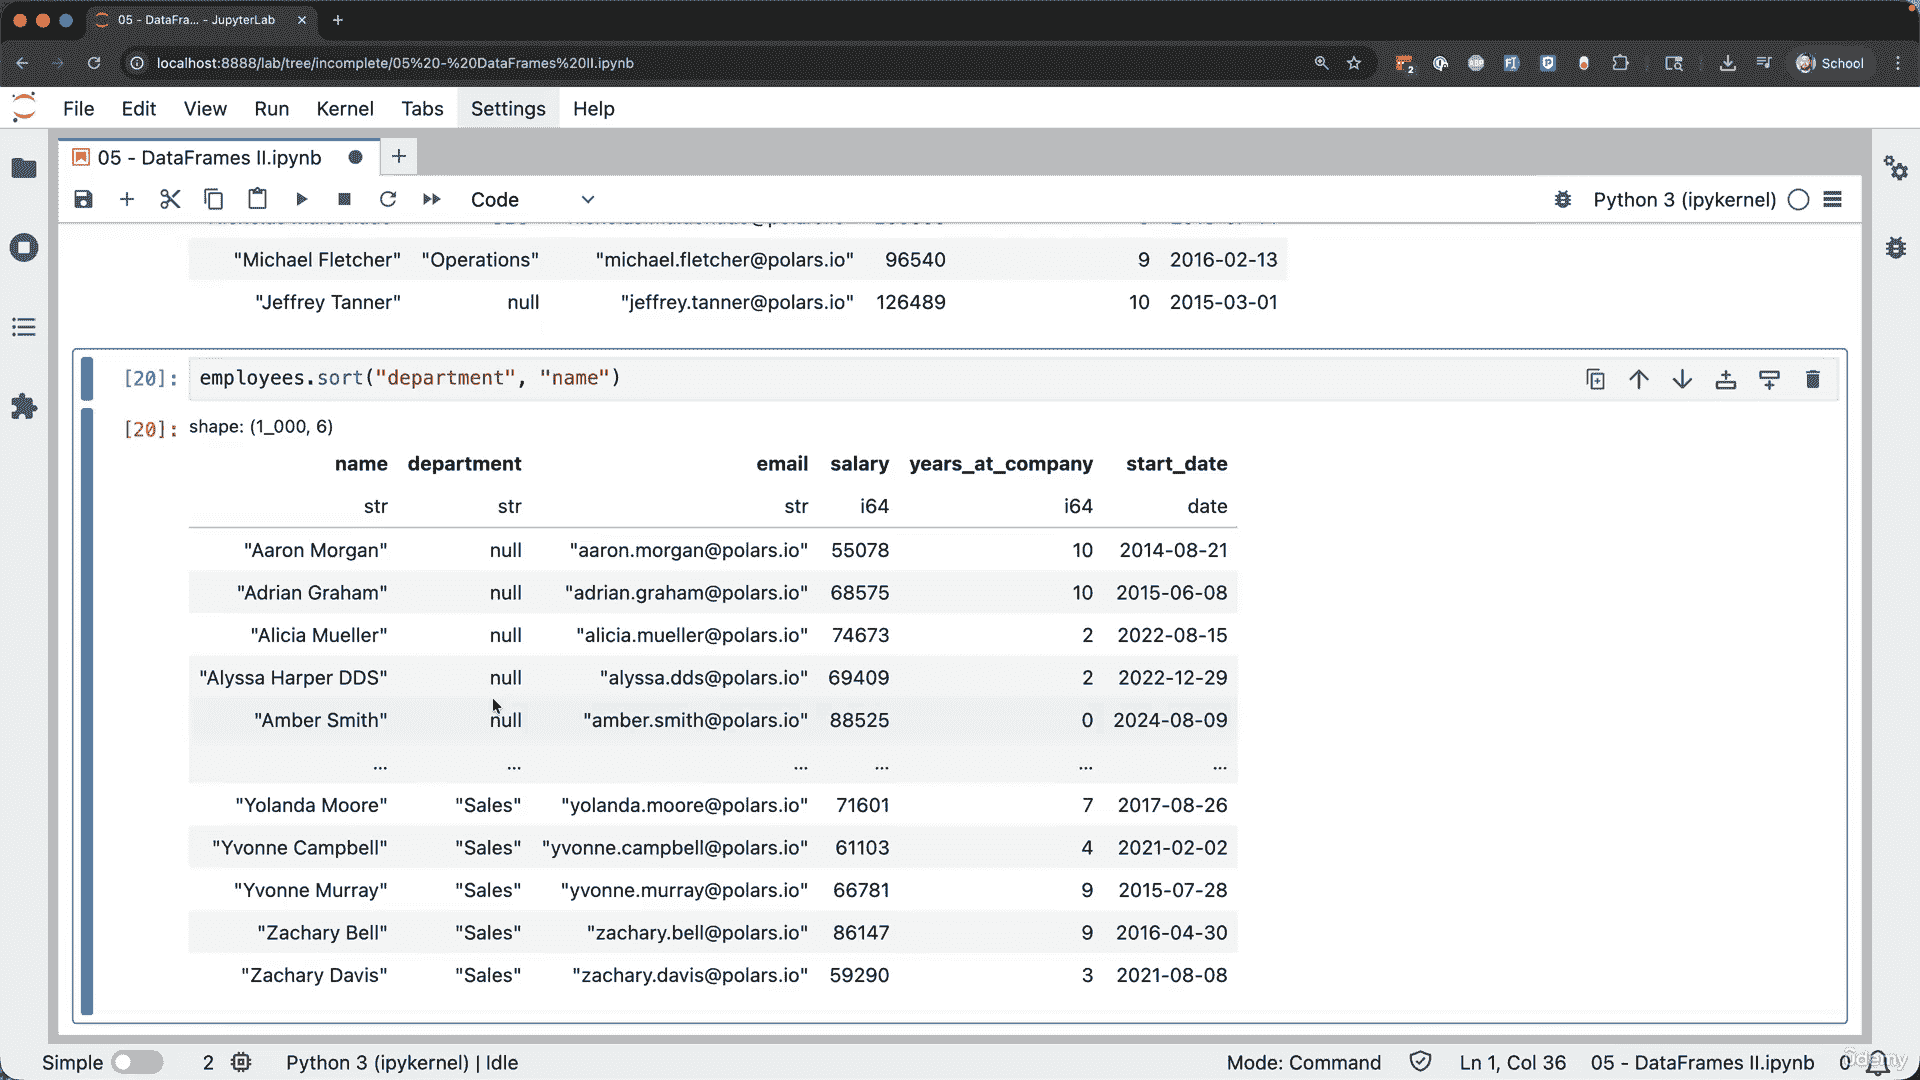 05 - DataFra... - JupyterLab
localhost:8888/lab/tree/incomplete/05%20-%20DataFrames%20II.ipynb
School
File Edit View Run Kernel Tabs Settings Help
05 - DataFrames II.ipynb
Code
Python 3 (ipykernel)
"Michael Fletcher" "Operations" "michael.fletcher@polars.io" 96540 9 2016-02-13
"Jeffrey Tanner" null "jeffrey.tanner@polars.io" 126489 10 2015-03-01
[20]: employees.sort("department", "name")
[20]: shape: (1_000, 6)
name department email salary years_at_company start_date
str str str i64 i64 date
"Aaron Morgan" null "aaron.morgan@polars.io" 55078 10 2014-08-21
"Adrian Graham" null "adrian.graham@polars.io" 68575 10 2015-06-08
"Alicia Mueller" null "alicia.mueller@polars.io" 74673 2 2022-08-15
"Alyssa Harper DDS" null "alyssa.dds@polars.io" 69409 2 2022-12-29
"Amber Smith" null "amber.smith@polars.io" 88525 0 2024-08-09
... ... ... ... ... ...
"Yolanda Moore" "Sales" "yolanda.moore@polars.io" 71601 7 2017-08-26
"Yvonne Campbell" "Sales" "yvonne.campbell@polars.io" 61103 4 2021-02-02
"Yvonne Murray" "Sales" "yvonne.murray@polars.io" 66781 9 2015-07-28
"Zachary Bell" "Sales" "zachary.bell@polars.io" 86147 9 2016-04-30
"Zachary Davis" "Sales" "zachary.davis@polars.io" 59290 3 2021-08-08
Simple 2 Python 3 (ipykernel) | Idle Mode: Command Ln 1, Col 36 05 - DataFrames II.ipynb 0
udemy